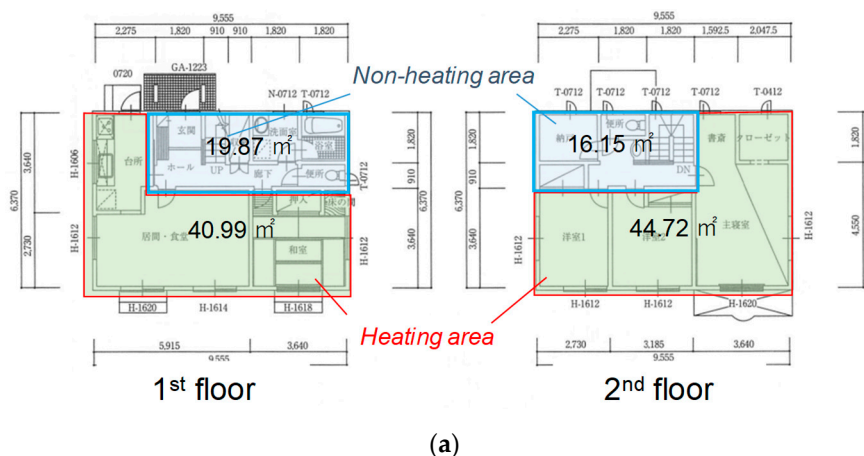 9,555
2,275 1,820 910 910 1,820 1,820
GA-1223
0720
N-0712 T-0712
Non-heating area
玄関
洗面室
浴室
19.87 ㎡
台所
ホール
UP
廊下
便所
T-0712
H-1606
3,640
2,730
6,370
1,820
910
3,640
6,370
40.99 ㎡
押入
床の間
居間・食堂
和室
H-1612
H-1612
H-1620
H-1614
H-1618
Heating area
5,915 3,640
9,555
1st floor
9,555
2,730 1,820 1,820 1,592.5 2,047.5
T-0712 T-0712 T-0712 T-0412
便所
書斎
クローゼット
16.15 ㎡
DN
1,820
910
3,640
6,370
1,820
4,550
6,370
44.72 ㎡
洋室1
主寝室
H-1612
H-1612
H-1612 H-1612 H-1620
2,730 3,185 3,640
9,555
2nd floor
(a)